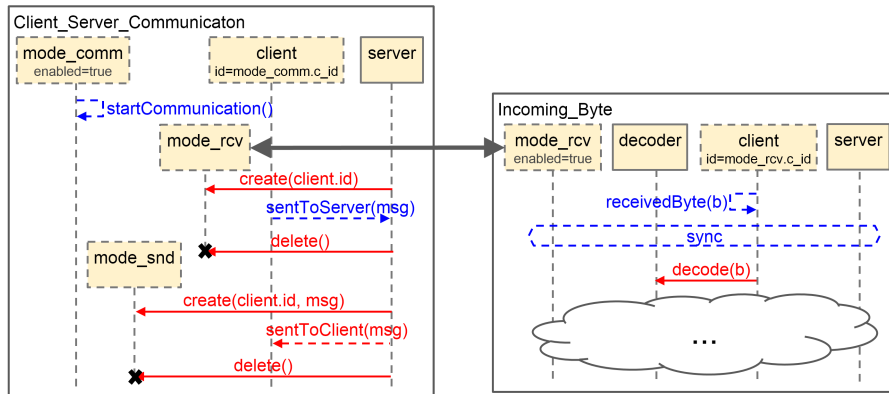 Client_Server_Communicaton
mode_comm
enabled=true
client
id=mode_comm.c_id
server
startCommunication()
mode_rcv
create(client.id)
sentToServer(msg)
delete()
mode_snd
create(client.id, msg)
sentToClient(msg)
delete()
Incoming_Byte
mode_rcv
enabled=true
decoder
client
id=mode_rcv.c_id
server
receivedByte(b)
sync
decode(b)
...